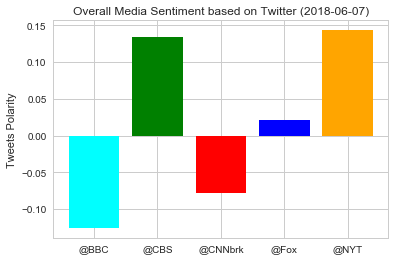 Overall Media Sentiment based on Twitter (2018-06-07)
Tweets Polarity
0.15
0.10
0.05
0.00
−0.05
−0.10
@BBC @CBS @CNNbrk @Fox @NYT